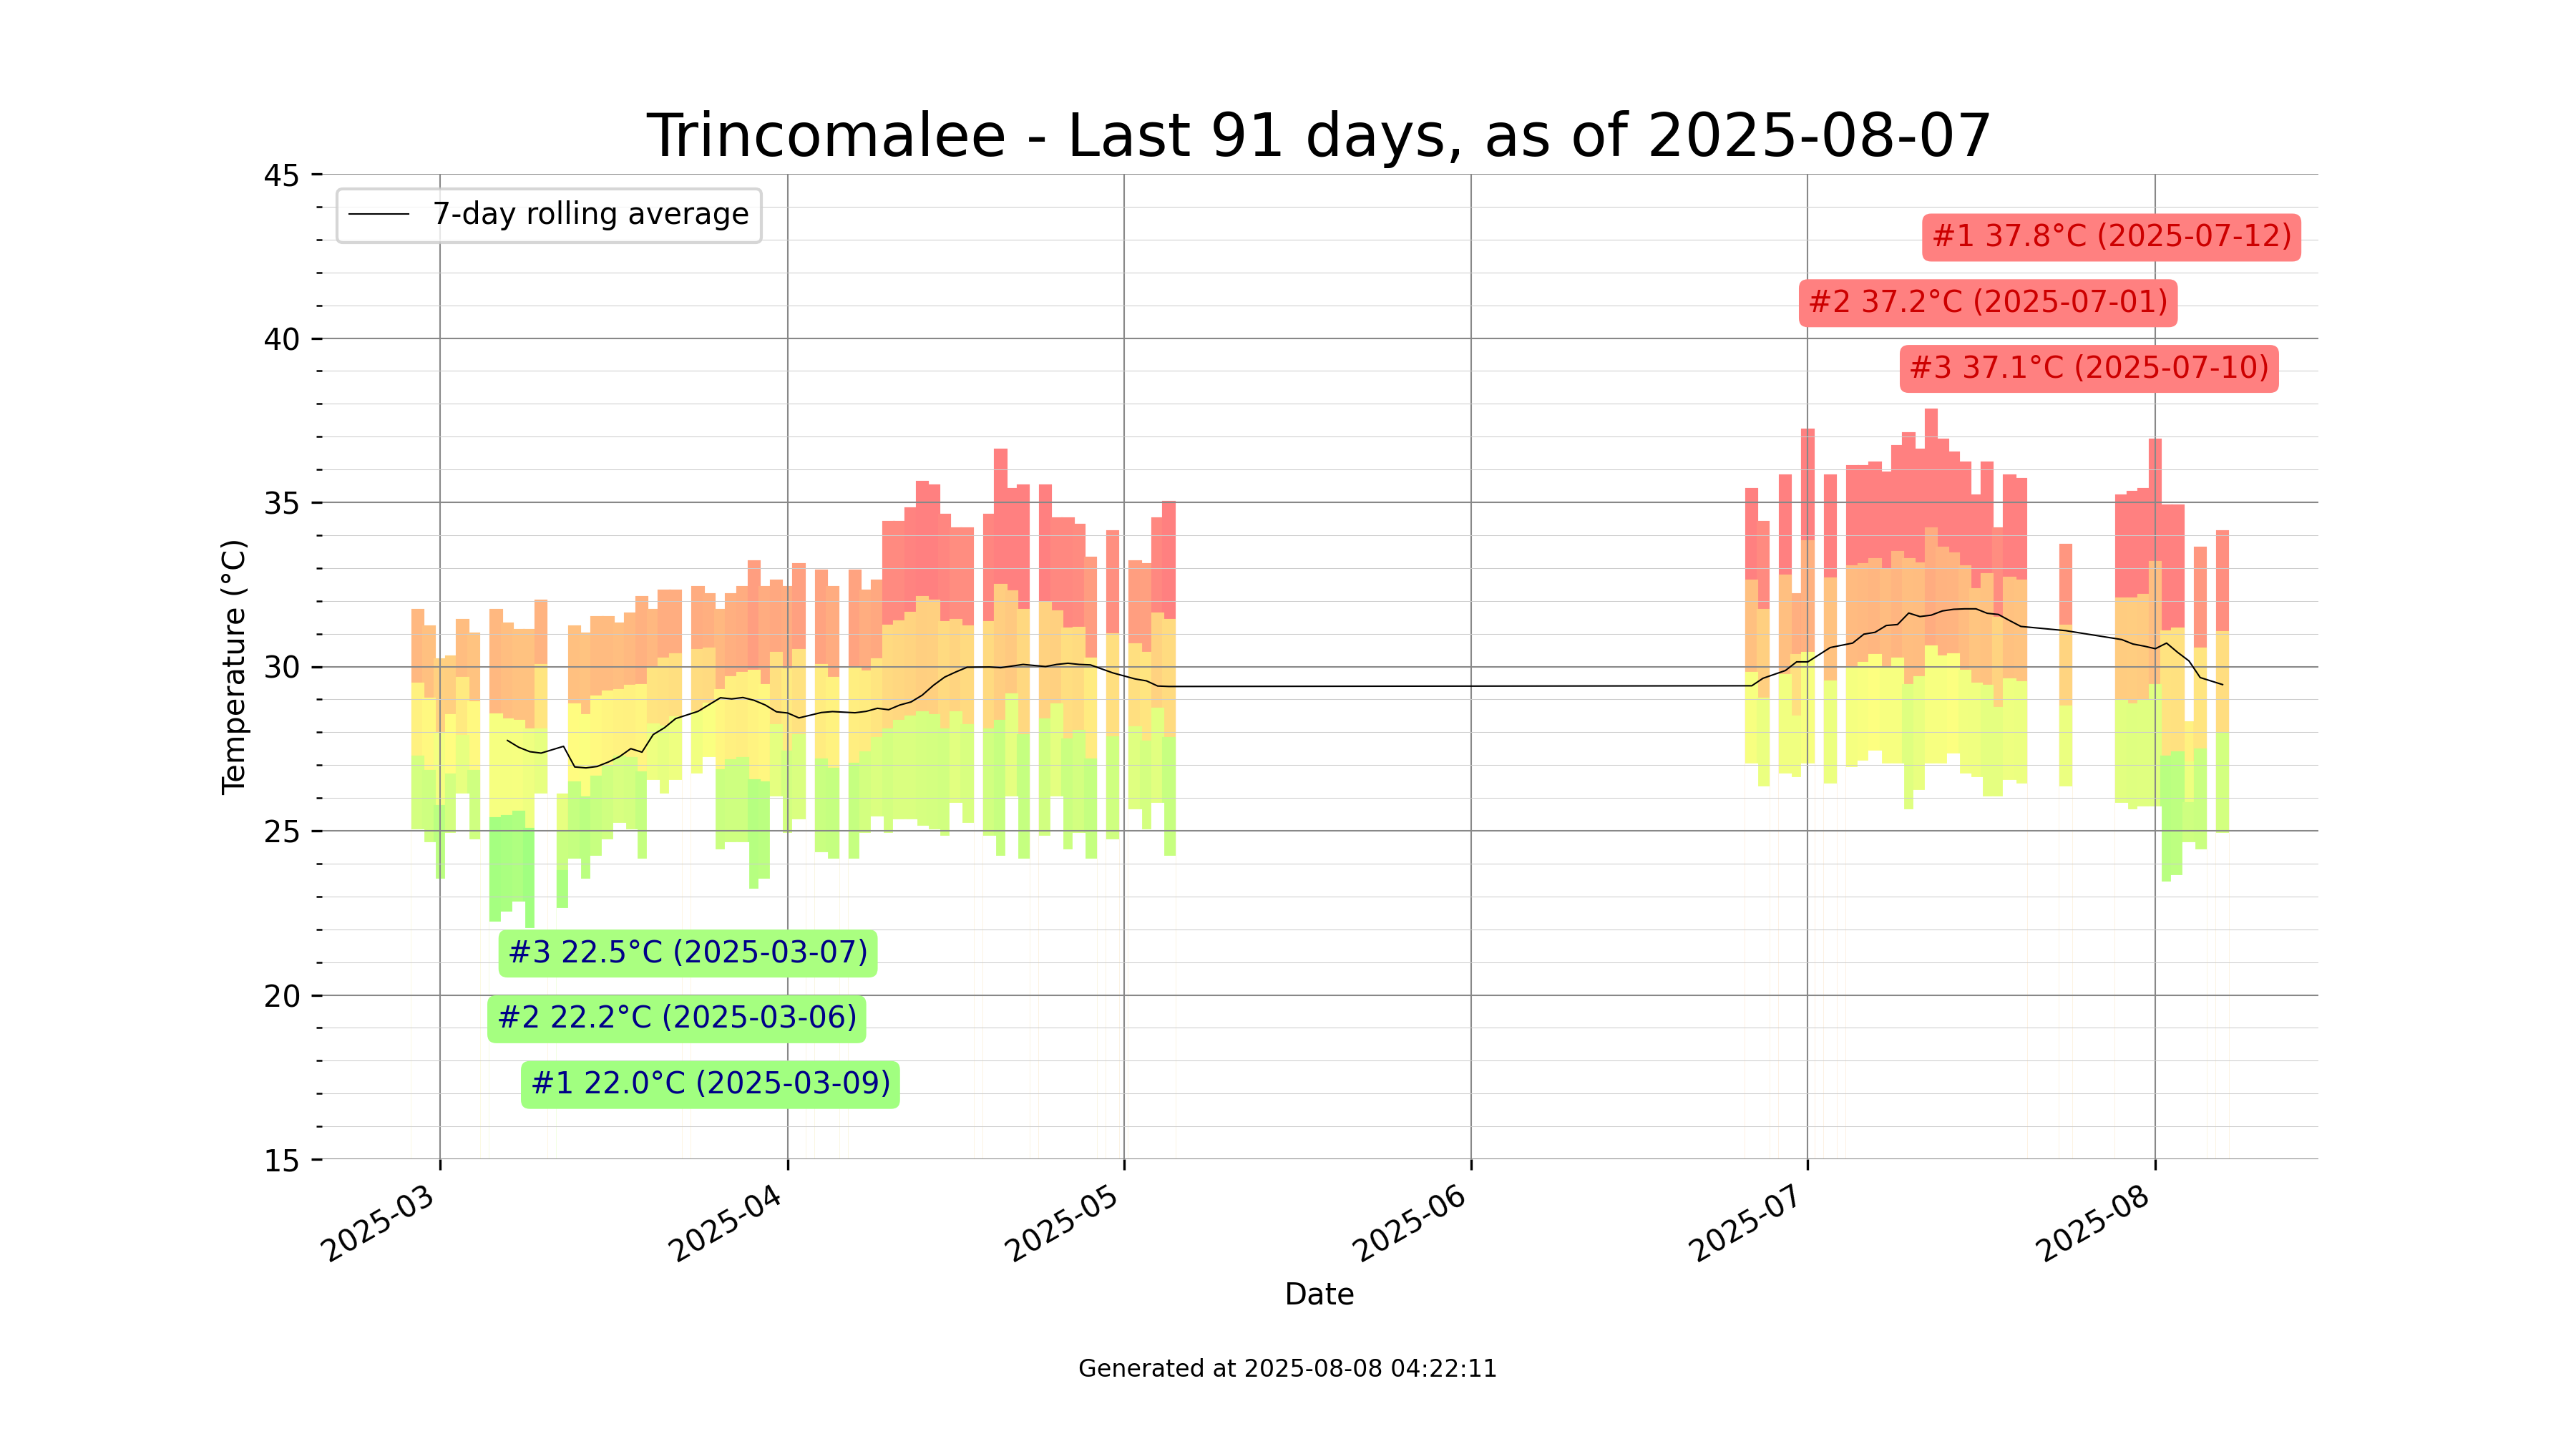 Trincomalee - Last 91 days, as of 2025-08-07
45
7-day rolling average
#1 37.8°C (2025-07-12)
#2 37.2°C (2025-07-01)
40
#3 37.1°C (2025-07-10)
35
30
Temperature (°C)
25
#3 22.5°C (2025-03-07)
20
#2 22.2°C (2025-03-06)
#1 22.0°C (2025-03-09)
15
2025-03
2025-04
2025-05
2025-06
2025-07
2025-08
Date
Generated at 2025-08-08 04:22:11